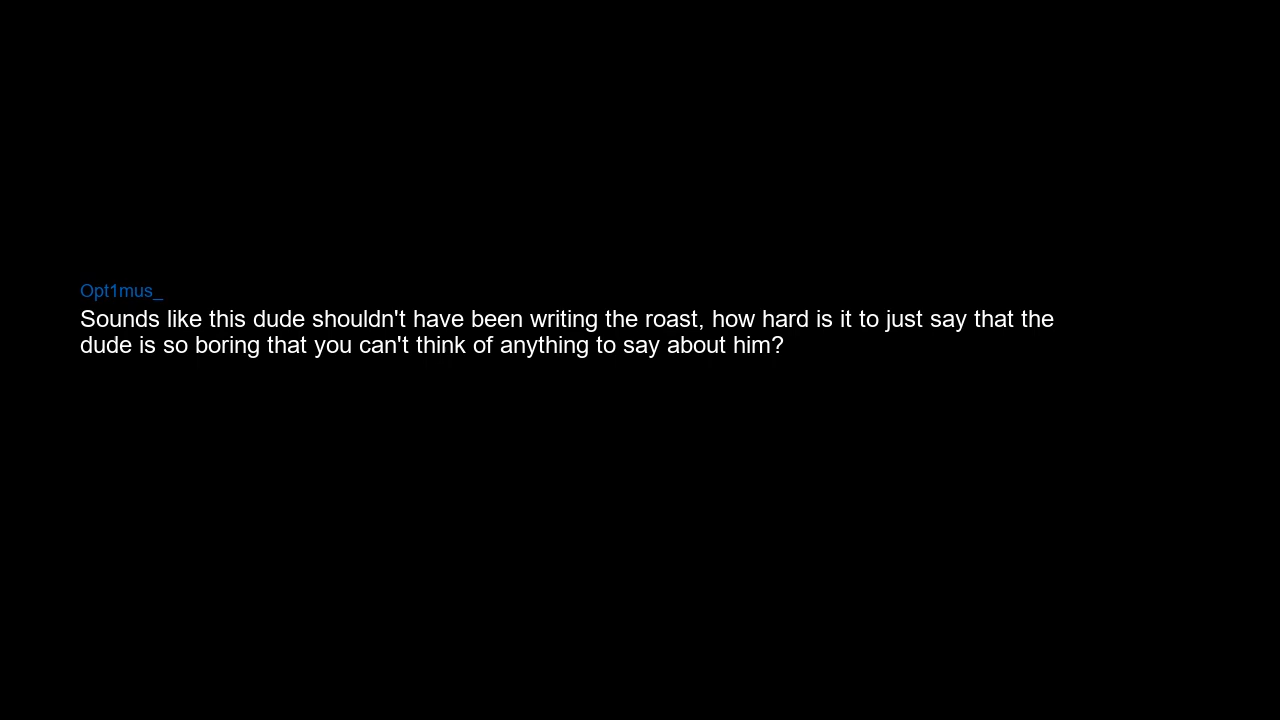 Opt1mus_
Sounds like this dude shouldn't have been writing the roast, how hard is it to just say that the
dude is so boring that you can't think of anything to say about him?